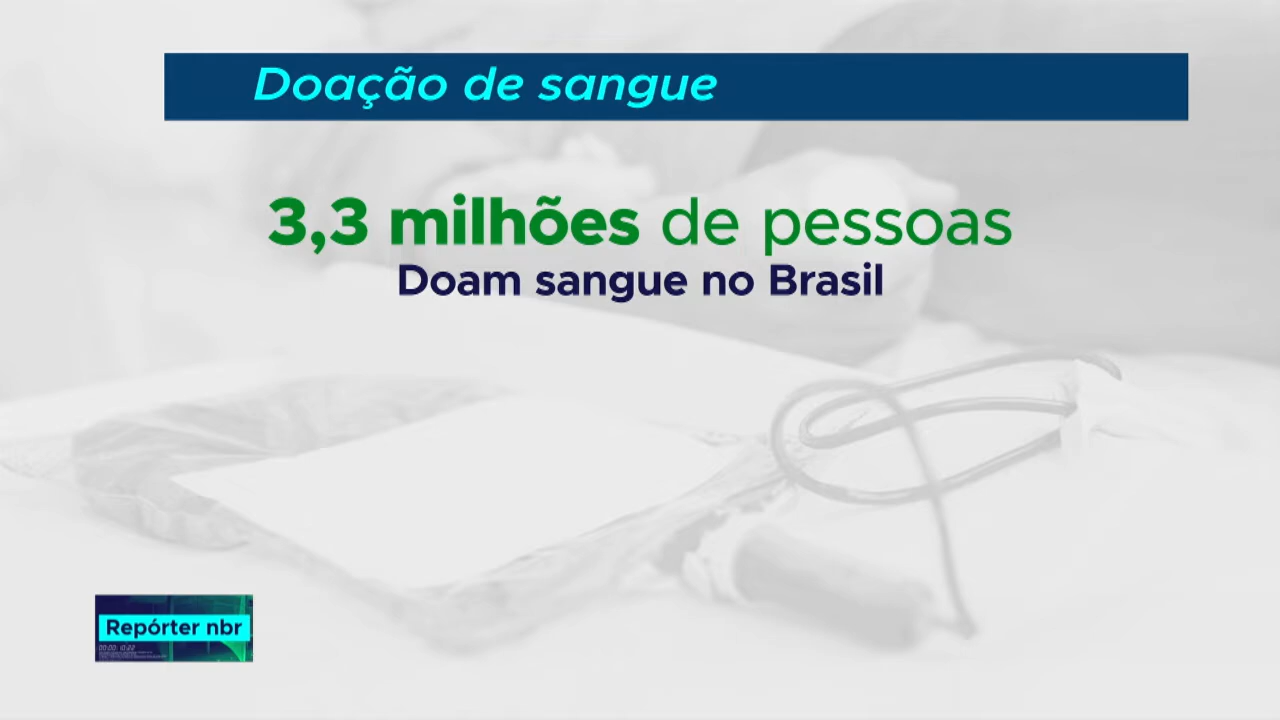 Doação de sangue
3,3 milhões de pessoas
Doam sangue no Brasil
Repórter nbr